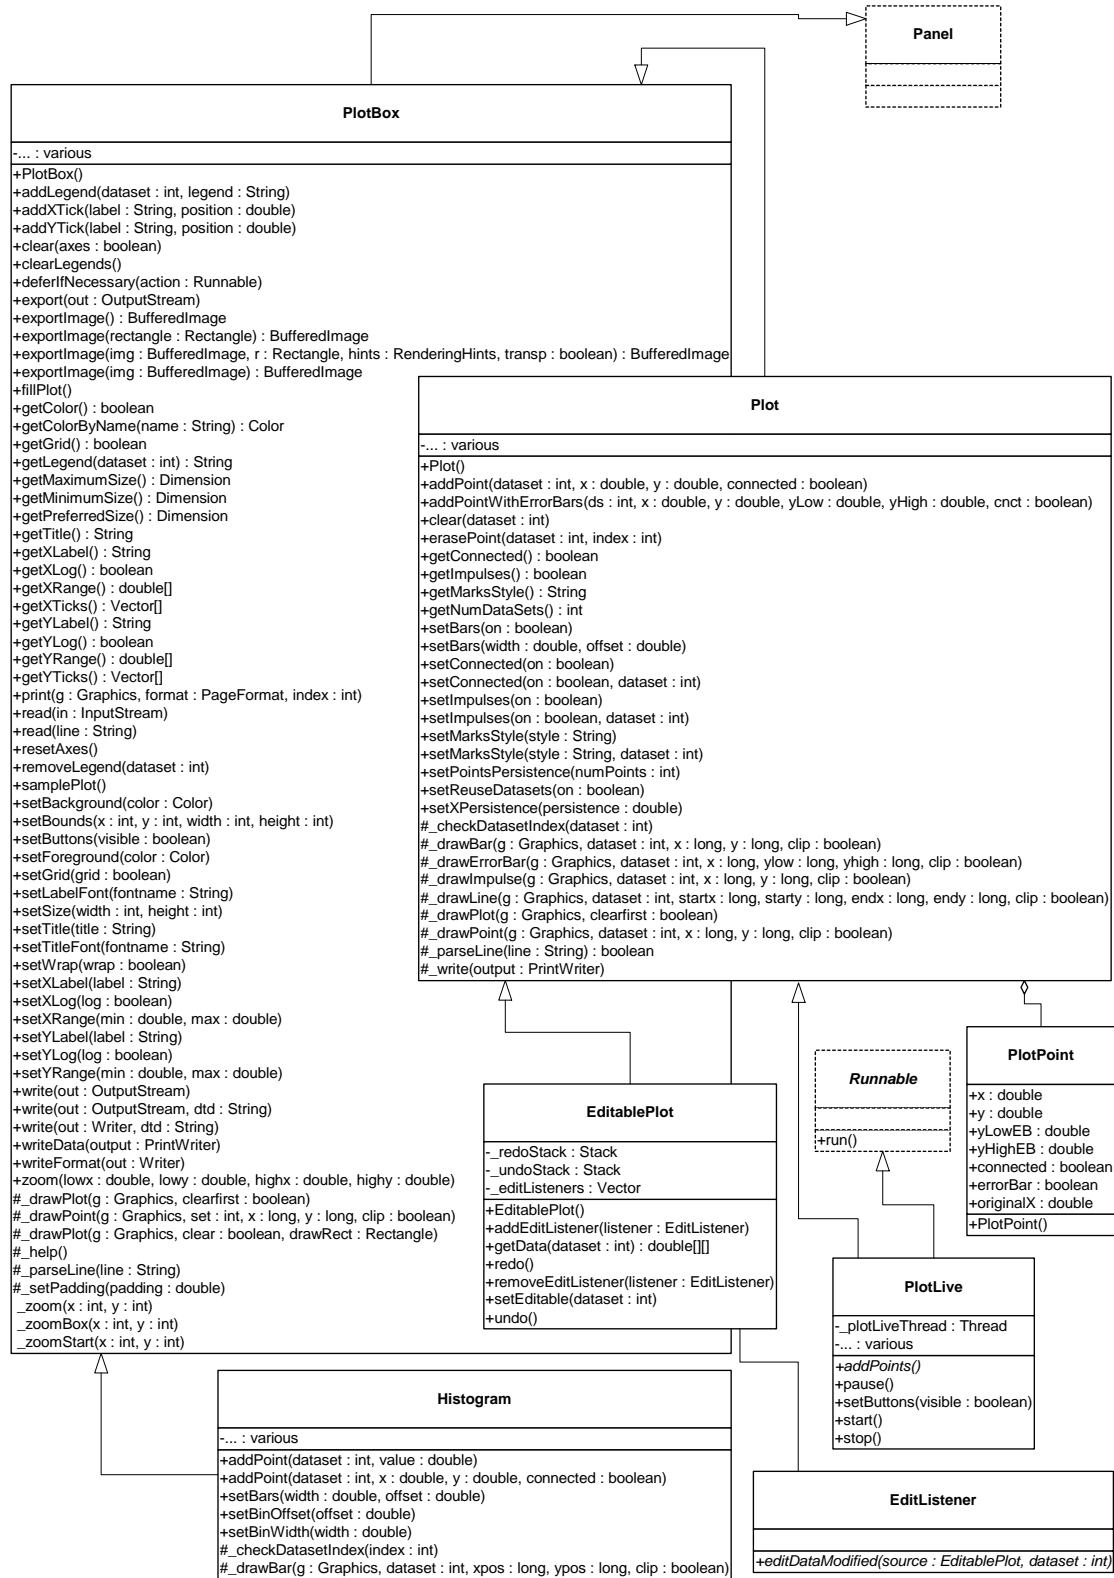 Panel
PlotBox
-... : various
+PlotBox()
+addLegend(dataset : int, legend : String)
+addXTick(label : String, position : double)
+addYTick(label : String, position : double)
+clear(axes : boolean)
+clearLegends()
+deferIfNecessary(action : Runnable)
+export(out : OutputStream)
+exportImage() : BufferedImage
+exportImage(rectangle : Rectangle) : BufferedImage
+exportImage(img : BufferedImage, r : Rectangle, hints : RenderingHints, transp : boolean) : BufferedImage
+exportImage(img : BufferedImage) : BufferedImage
+fillPlot()
+getColor() : boolean
+getColorByName(name : String) : Color
+getGrid() : boolean
+getLegend(dataset : int) : String
+getMaximumSize() : Dimension
+getMinimumSize() : Dimension
+getPreferredSize() : Dimension
+getTitle() : String
+getXLabel() : String
+getXLog() : boolean
+getXRange() : double[]
+getXTicks() : Vector[]
+getYLabel() : String
+getYLog() : boolean
+getYRange() : double[]
+getYTicks() : Vector[]
+print(g : Graphics, format : PageFormat, index : int)
+read(in : InputStream)
+read(line : String)
+resetAxes()
+removeLegend(dataset : int)
+samplePlot()
+setBackground(color : Color)
+setBounds(x : int, y : int, width : int, height : int)
+setButtons(visible : boolean)
+setForeground(color : Color)
+setGrid(grid : boolean)
+setLabelFont(fontname : String)
+setSize(width : int, height : int)
+setTitle(title : String)
+setTitleFont(fontname : String)
+setWrap(wrap : boolean)
+setXLabel(label : String)
+setXLog(log : boolean)
+setXRange(min : double, max : double)
+setYLabel(label : String)
+setYLog(log : boolean)
+setYRange(min : double, max : double)
+write(out : OutputStream)
+write(out : OutputStream, dtd : String)
+write(out : Writer, dtd : String)
+writeData(output : PrintWriter)
+writeFormat(out : Writer)
+zoom(lowx : double, lowy : double, highx : double, highy : double)
#_drawPlot(g : Graphics, clearfirst : boolean)
#_drawPoint(g : Graphics, set : int, x : long, y : long, clip : boolean)
#_drawPlot(g : Graphics, clear : boolean, drawRect : Rectangle)
#_help()
#_parseLine(line : String)
#_setPadding(padding : double)
_zoom(x : int, y : int)
_zoomBox(x : int, y : int)
_zoomStart(x : int, y : int)
Plot
-... : various
+Plot()
+addPoint(dataset : int, x : double, y : double, connected : boolean)
+addPointWithErrorBars(ds : int, x : double, y : double, yLow : double, yHigh : double, cnct : boolean)
+clear(dataset : int)
+erasePoint(dataset : int, index : int)
+getConnected() : boolean
+getImpulses() : boolean
+getMarksStyle() : String
+getNumDataSets() : int
+setBars(on : boolean)
+setBars(width : double, offset : double)
+setConnected(on : boolean)
+setConnected(on : boolean, dataset : int)
+setImpulses(on : boolean)
+setImpulses(on : boolean, dataset : int)
+setMarksStyle(style : String)
+setMarksStyle(style : String, dataset : int)
+setPointsPersistence(numPoints : int)
+setReuseDatasets(on : boolean)
+setXPersistence(persistence : double)
#_checkDatasetIndex(dataset : int)
#_drawBar(g : Graphics, dataset : int, x : long, y : long, clip : boolean)
#_drawErrorBar(g : Graphics, dataset : int, x : long, ylow : long, yhigh : long, clip : boolean)
#_drawImpulse(g : Graphics, dataset : int, x : long, y : long, clip : boolean)
#_drawLine(g : Graphics, dataset : int, startx : long, starty : long, endx : long, endy : long, clip : boolean)
#_drawPlot(g : Graphics, clearfirst : boolean)
#_drawPoint(g : Graphics, dataset : int, x : long, y : long, clip : boolean)
#_parseLine(line : String) : boolean
#_write(output : PrintWriter)
EditablePlot
-_redoStack : Stack
-_undoStack : Stack
-_editListeners : Vector
+EditablePlot()
+addEditListener(listener : EditListener)
+getData(dataset : int) : double[][]
+redo()
+removeEditListener(listener : EditListener)
+setEditable(dataset : int)
+undo()
Runnable
+run()
PlotPoint
+x : double
+y : double
+yLowEB : double
+yHighEB : double
+connected : boolean
+errorBar : boolean
+originalX : double
+PlotPoint()
PlotLive
-_plotLiveThread : Thread
-... : various
+addPoints()
+pause()
+setButtons(visible : boolean)
+start()
+stop()
Histogram
-... : various
+addPoint(dataset : int, value : double)
+addPoint(dataset : int, x : double, y : double, connected : boolean)
+setBars(width : double, offset : double)
+setBinOffset(offset : double)
+setBinWidth(width : double)
#_checkDatasetIndex(index : int)
#_drawBar(g : Graphics, dataset : int, xpos : long, ypos : long, clip : boolean)
EditListener
+editDataModified(source : EditablePlot, dataset : int)